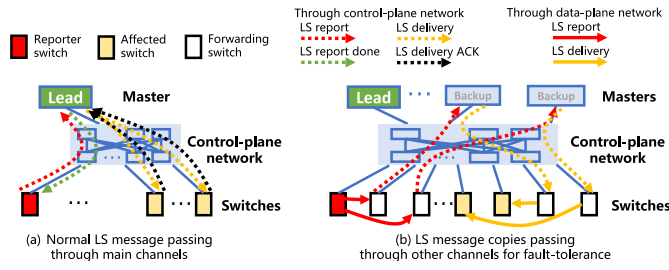 Reporter switch
Affected switch
Forwarding switch
Through control-plane network
LS report
LS delivery
LS report done
LS delivery ACK
Through data-plane network
LS report
LS delivery
Lead
Master
Control-plane network
...
...
Switches
(a) Normal LS message passing
through main channels
Lead
...
Backup
Backup
Masters
Control-plane network
...
...
...
Switches
(b) LS message copies passing
through other channels for fault-tolerance